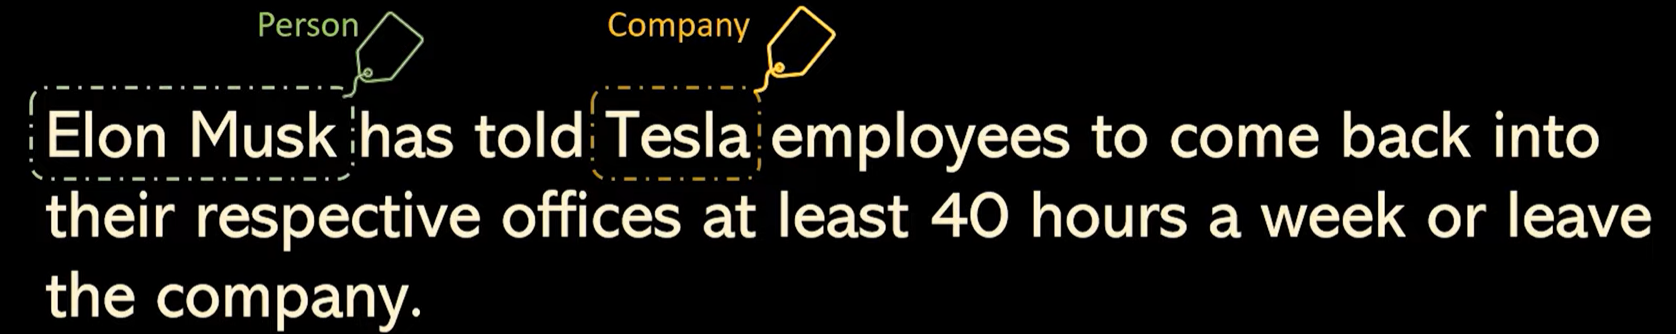 Person Company
Elon Musk has told Tesla employees to come back into
their respective offices at least 40 hours a week or leave
the company.